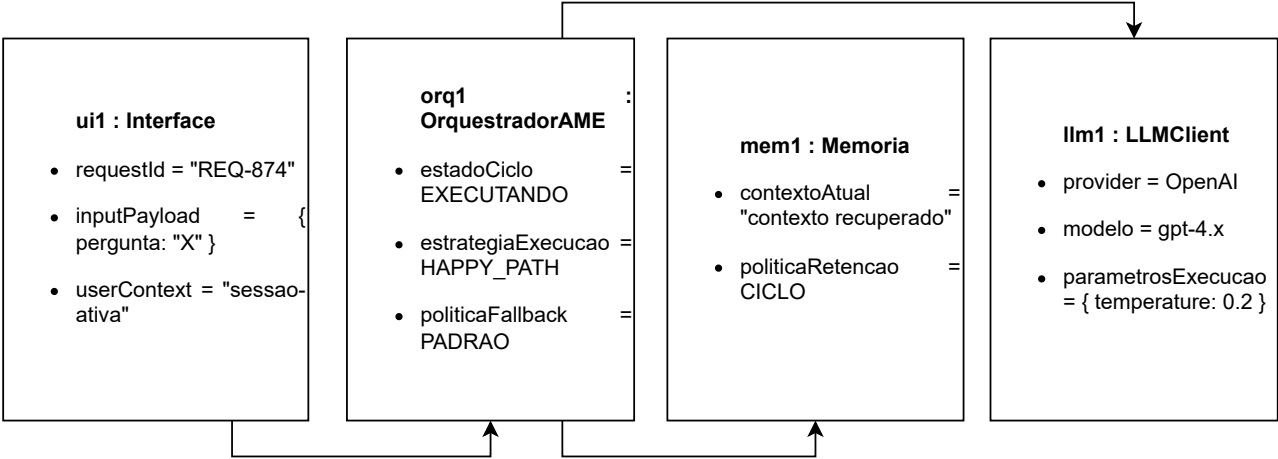 ui1 : Interface
requestId = "REQ-874"
inputPayload = {
pergunta: "X" }
userContext = "sessao-
ativa"
orq1 :
OrquestradorAME
estadoCiclo =
EXECUTANDO
estrategiaExecucao =
HAPPY_PATH
politicaFallback =
PADRAO
mem1 : Memoria
contextoAtual =
"contexto recuperado"
politicaRetencao =
CICLO
llm1 : LLMClient
provider = OpenAI
modelo = gpt-4.x
parametrosExecucao
= { temperature: 0.2 }